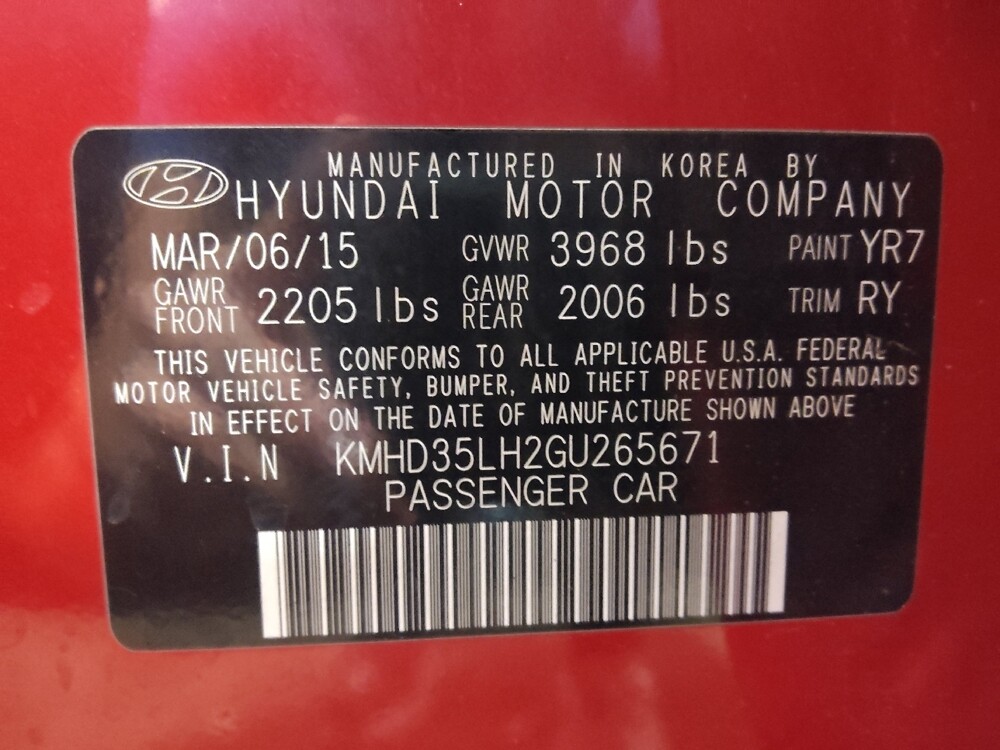 MANUFACTURED IN KOREA BY
HYUNDAI MOTOR COMPANY
MAR/06/15 GVWR 3968 lbs PAINT YR7
GAWR FRONT 2205 lbs GAWR REAR 2006 lbs TRIM RY
THIS VEHICLE CONFORMS TO ALL APPLICABLE U.S.A. FEDERAL
MOTOR VEHICLE SAFETY, BUMPER, AND THEFT PREVENTION STANDARDS
IN EFFECT ON THE DATE OF MANUFACTURE SHOWN ABOVE
V.I.N KMHD35LH2GU265671
PASSENGER CAR